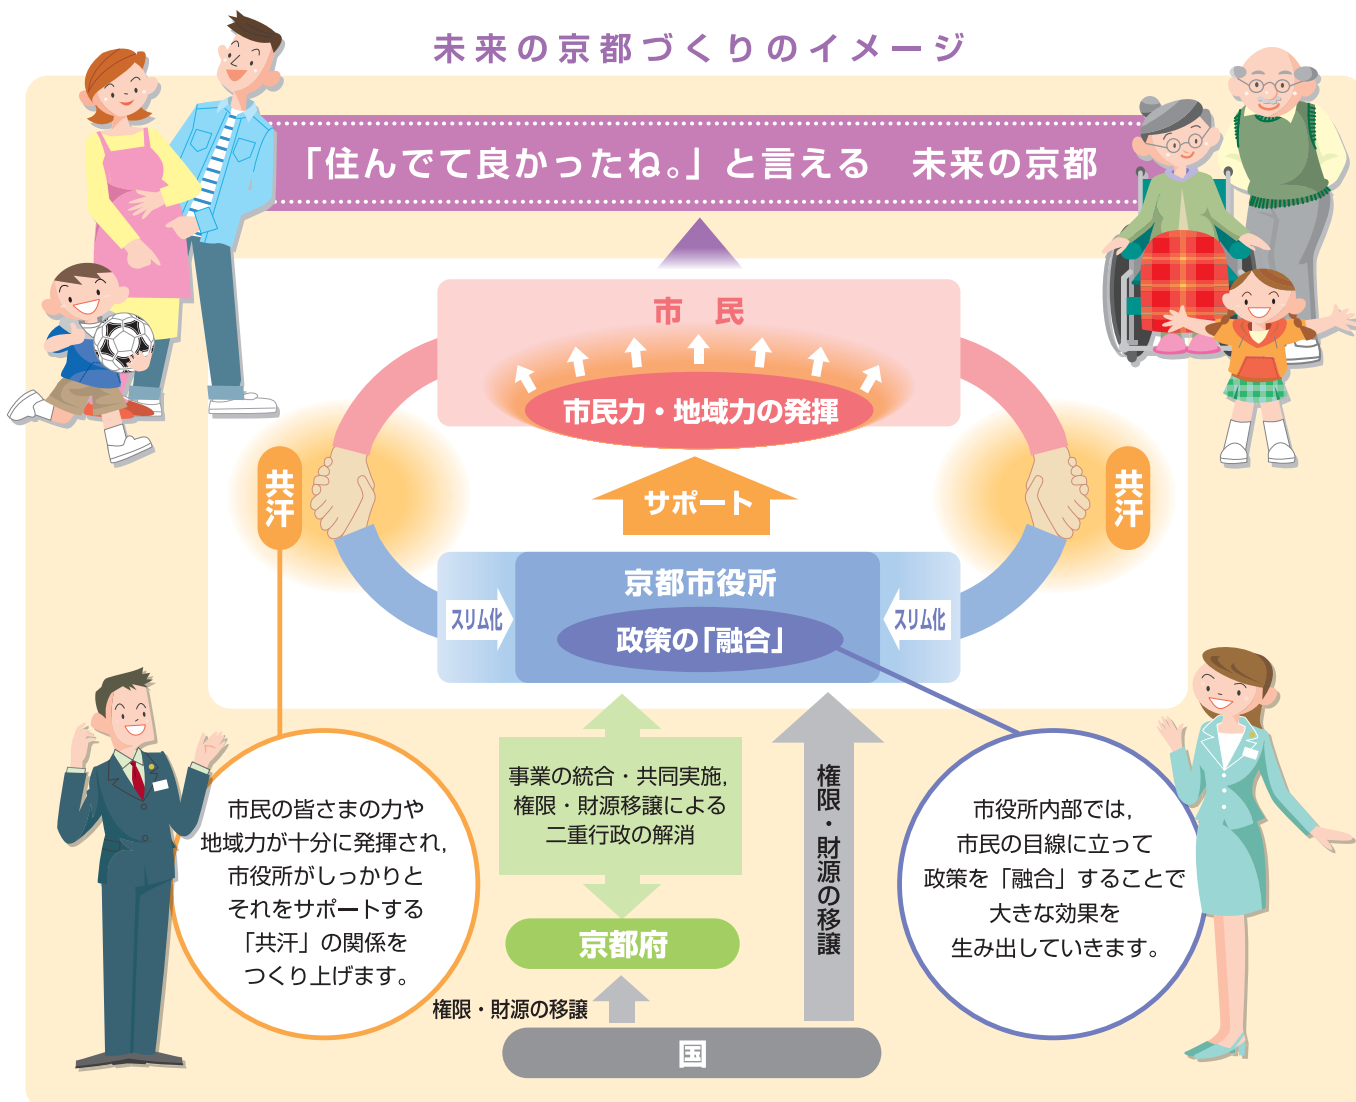 未来の京都づくりのイメージ
「住んでて良かったね。」と言える　未来の京都
市　民
市民力・地域力の発揮
共汗
共汗
サポート
京都市役所
スリム化
政策の「融合」
スリム化
事業の統合・共同実施,
権限・財源移譲による
二重行政の解消
権限・財源の移譲
市民の皆さまの力や
地域力が十分に発揮され,
市役所がしっかりと
それをサポートする
「共汗」の関係を
つくり上げます。
市役所内部では,
市民の目線に立って
政策を「融合」することで
大きな効果を
生み出していきます。
京都府
権限・財源の移譲
国